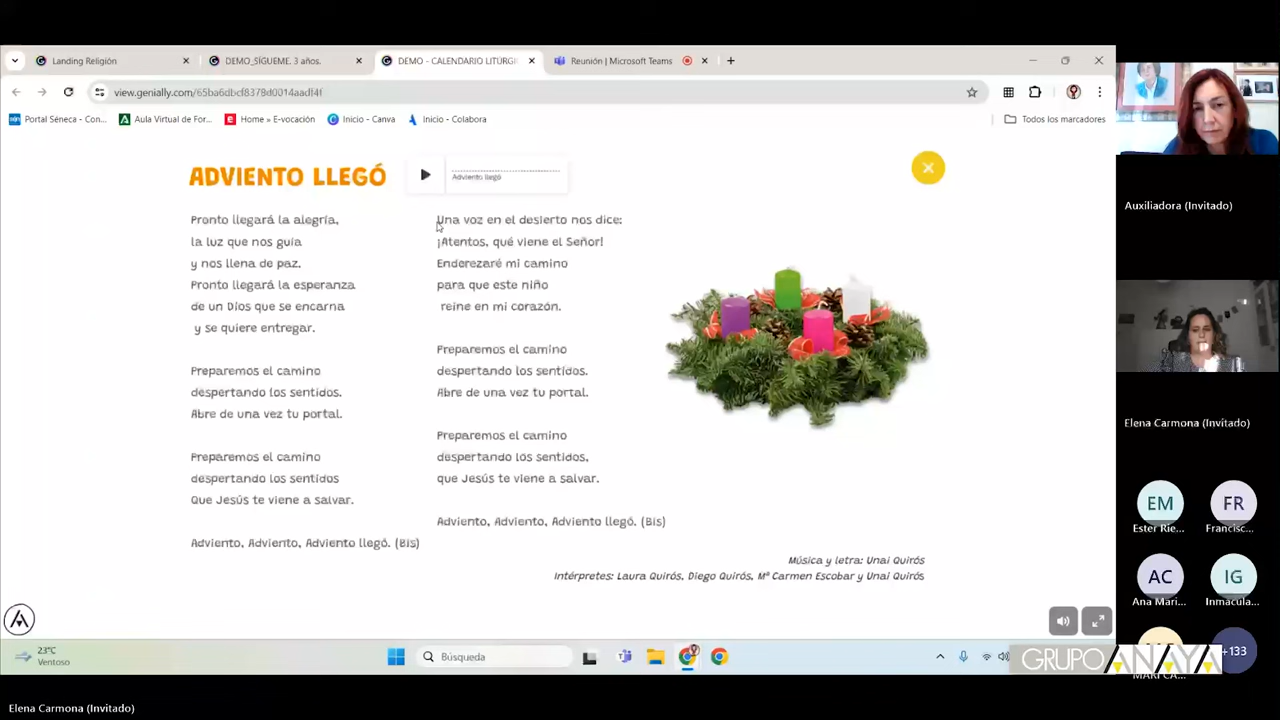 Landing Religión
DEMO_SÍGUEME. 3 años.
DEMO - CALENDARIO LITÚRG
Reunión | Microsoft Teams
view.genially.com/65ba6dbcf8378d0014aadf4f
Portal Séneca - Con...
Aula Virtual de For...
Home » E-vocación
Inicio - Canva
Inicio - Colabora
Todos los marcadores
ADVIENTO LLEGÓ
Adviento llegó
Pronto llegará la alegría,
la luz que nos guía
y nos llena de paz.
Pronto llegará la esperanza
de un Dios que se encarna
y se quiere entregar.
Preparemos el camino
despertando los sentidos.
Abre de una vez tu portal.
Preparemos el camino
despertando los sentidos
Que Jesús te viene a salvar.
Adviento, Adviento, Adviento llegó. (Bis)
Una voz en el desierto nos dice:
¡Atentos, qué viene el Señor!
Enderezaré mi camino
para que este niño
reine en mi corazón.
Preparemos el camino
despertando los sentidos.
Abre de una vez tu portal.
Preparemos el camino
despertando los sentidos,
que Jesús te viene a salvar.
Adviento, Adviento, Adviento llegó. (Bis)
Música y letra: Unai Quirós
Intérpretes: Laura Quirós, Diego Quirós, Mª Carmen Escobar y Unai Quirós
Auxiliadora (Invitado)
Elena Carmona (Invitado)
EM
FR
Ester Rie...
Francisc...
AC
IG
Ana Mari...
Inmacula...
+133
23°C
Ventoso
Búsqueda
GRUPO ANAYA
Elena Carmona (Invitado)